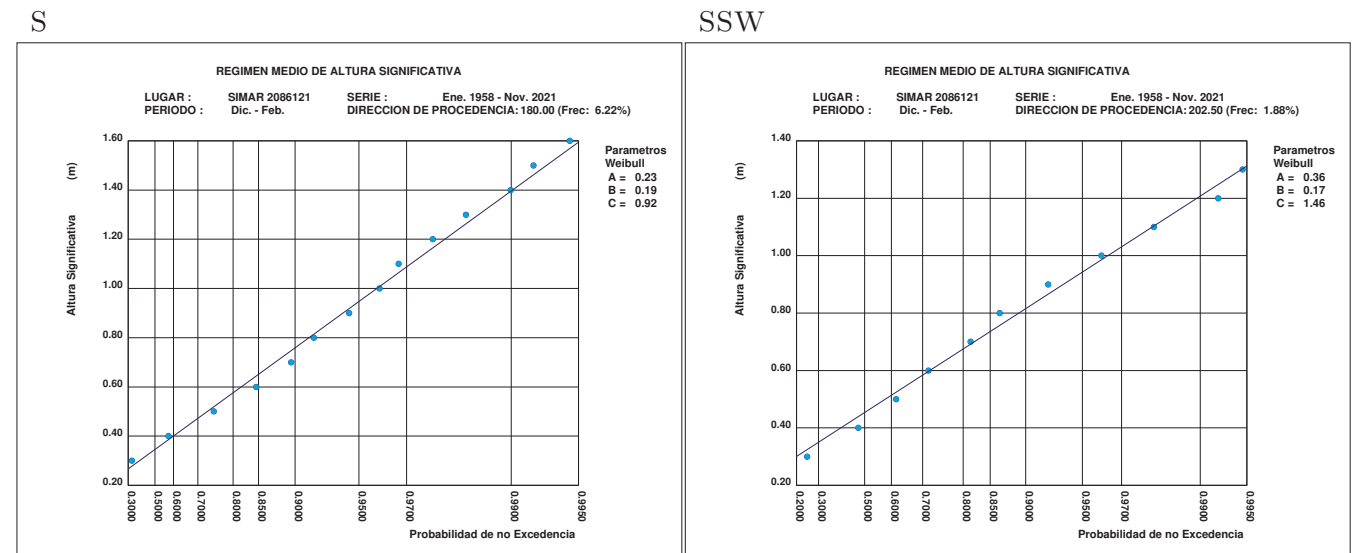 S
REGIMEN MEDIO DE ALTURA SIGNIFICATIVA
LUGAR : SIMAR 2086121 SERIE : Ene. 1958 - Nov. 2021
PERIODO : Dic. - Feb. DIRECCION DE PROCEDENCIA: 180.00 (Frec: 6.22%)
Altura Significativa (m)
1.60
1.40
1.20
1.00
0.80
0.60
0.40
0.20
0.3000 0.5000 0.6000 0.7000 0.8000 0.8500 0.9000 0.9500 0.9700 0.9900 0.9950
Probabilidad de no Excedencia
Parametros
Weibull
A = 0.23
B = 0.19
C = 0.92
SSW
REGIMEN MEDIO DE ALTURA SIGNIFICATIVA
LUGAR : SIMAR 2086121 SERIE : Ene. 1958 - Nov. 2021
PERIODO : Dic. - Feb. DIRECCION DE PROCEDENCIA: 202.50 (Frec: 1.88%)
Altura Significativa (m)
1.40
1.20
1.00
0.80
0.60
0.40
0.20
0.2000 0.3000 0.5000 0.6000 0.7000 0.8000 0.8500 0.9000 0.9500 0.9700 0.9900 0.9950
Probabilidad de no Excedencia
Parametros
Weibull
A = 0.36
B = 0.17
C = 1.46